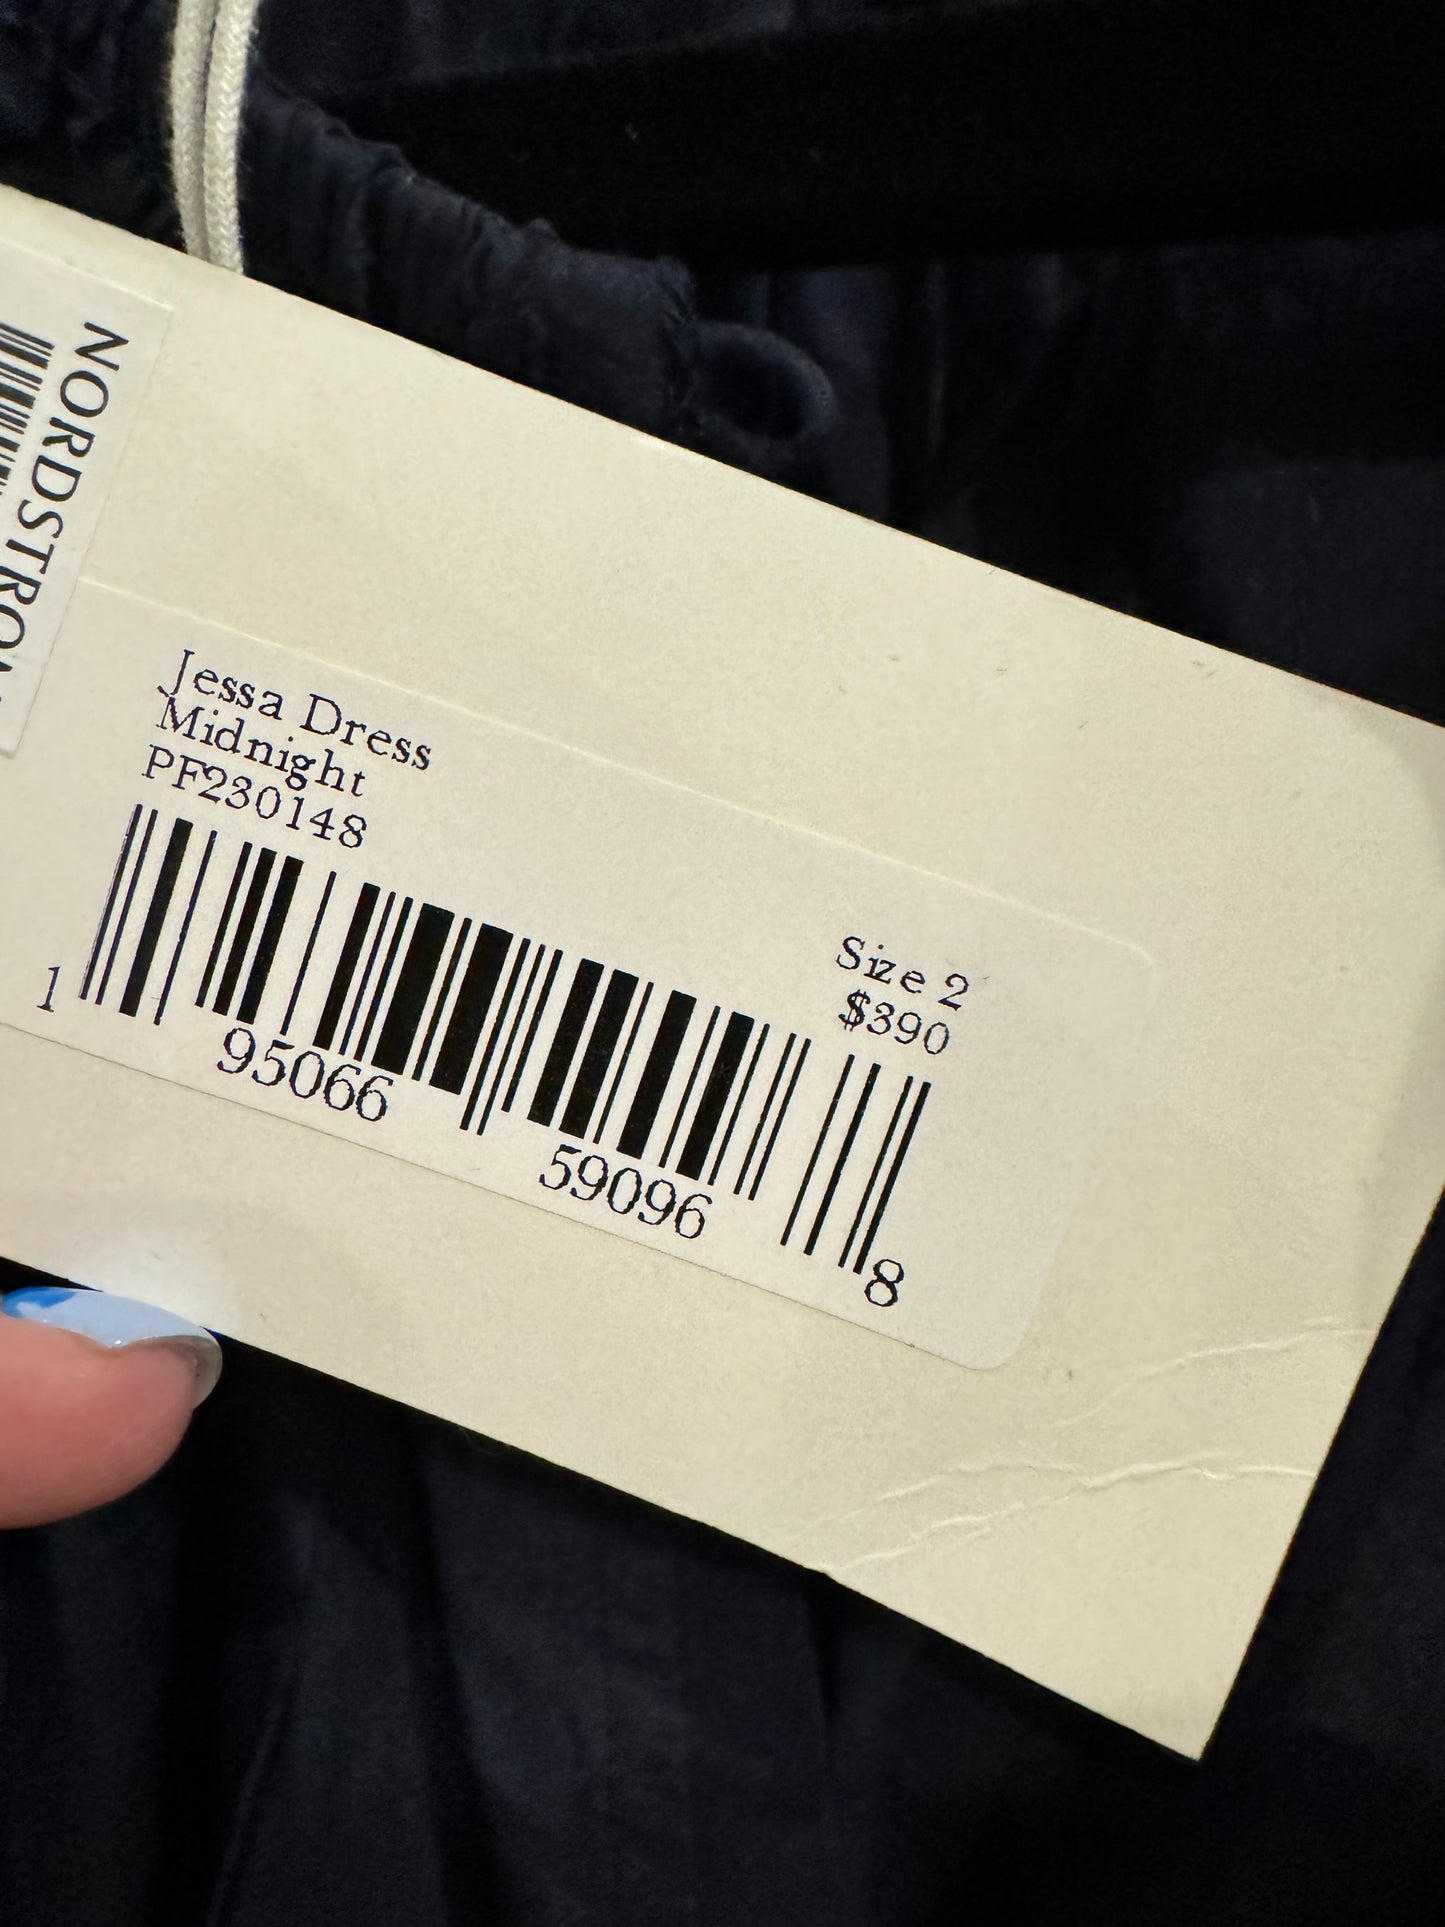 NORDSTROM
Jessa Dress
Midnight
PF230148
Size 2
$390
1
95066
59096
8